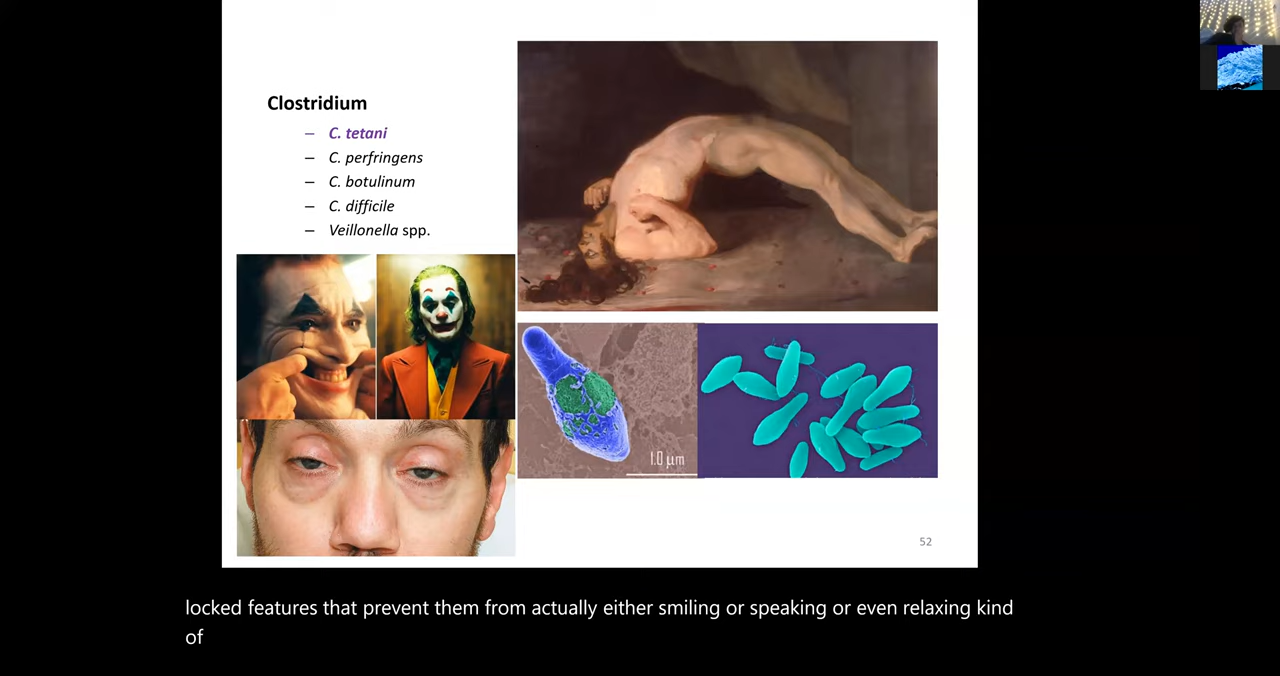 Clostridium
– C. tetani
– C. perfringens
– C. botulinum
– C. difficile
– Veillonella spp.
1.0 µm
52
locked features that prevent them from actually either smiling or speaking or even relaxing kind
of